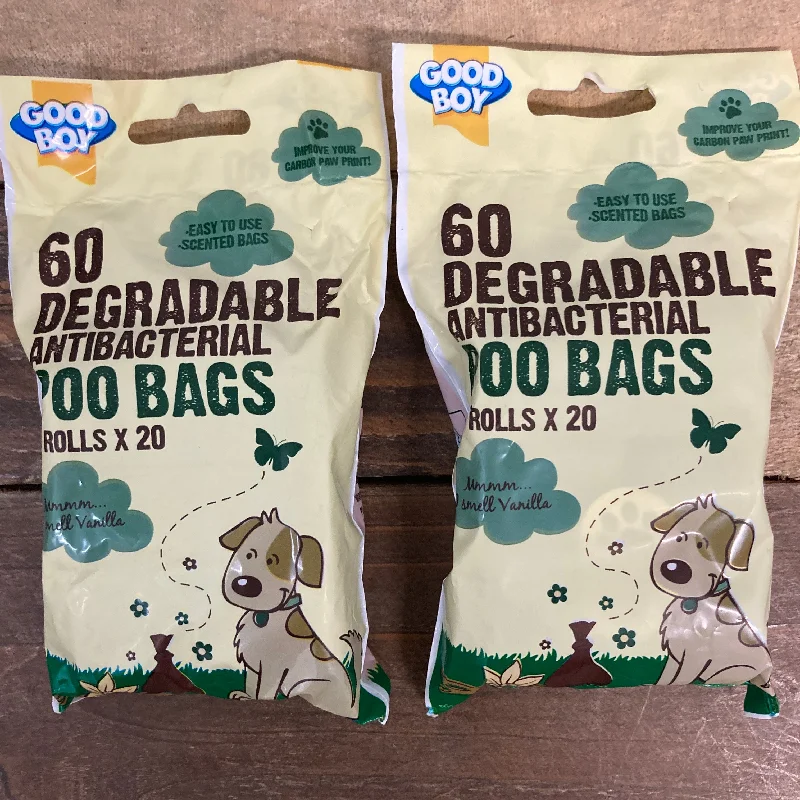 GOOD
BOY
IMPROVE YOUR
CARBON PAW PRINT!
-EASY TO USE
-SCENTED BAGS
60
DEGRADABLE
ANTIBACTERIAL
POO BAGS
ROLLS X 20
Mmmm...
smell Vanilla
GOOD
BOY
IMPROVE YOUR
CARBON PAW PRINT!
-EASY TO USE
-SCENTED BAGS
60
DEGRADABLE
ANTIBACTERIAL
POO BAGS
ROLLS X 20
Mmmm...
smell Vanilla